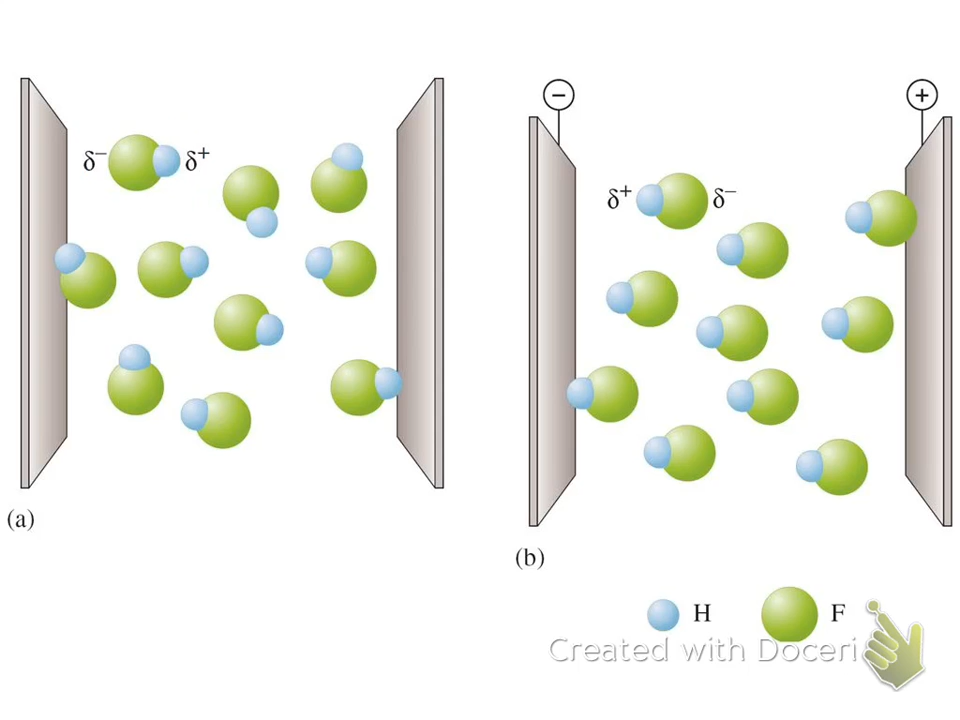 δ⁻ δ⁺
(a)
− +
δ⁺ δ⁻
(b)
H F
Created with Doceri